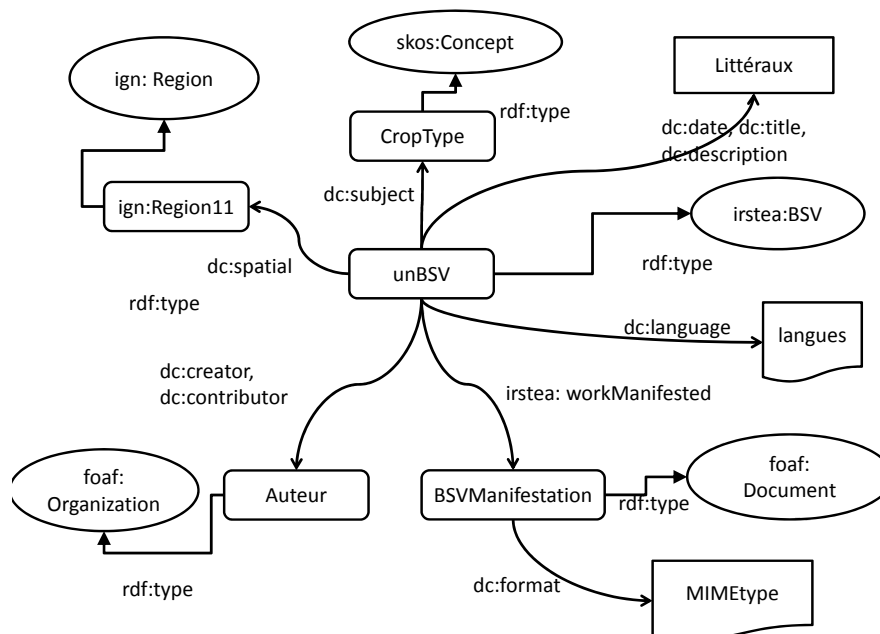 skos:Concept
ign: Region
Littéraux
rdf:type
CropType
dc:date, dc:title,
dc:description
dc:subject
ign:Region11
irstea:BSV
dc:spatial
unBSV
rdf:type
rdf:type
dc:language
langues
dc:creator,
dc:contributor
irstea: workManifested
foaf:
Organization
Auteur
BSVManifestation
foaf:
Document
rdf:type
rdf:type
dc:format
MIMEtype